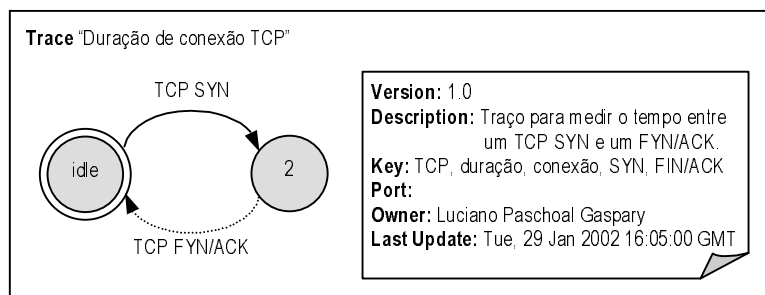 Trace "Duração de conexão TCP"
TCP SYN
idle
2
TCP FYN/ACK
Version: 1.0
Description: Traço para medir o tempo entre
um TCP SYN e um FYN/ACK.
Key: TCP, duração, conexão, SYN, FIN/ACK
Port:
Owner: Luciano Paschoal Gaspary
Last Update: Tue, 29 Jan 2002 16:05:00 GMT